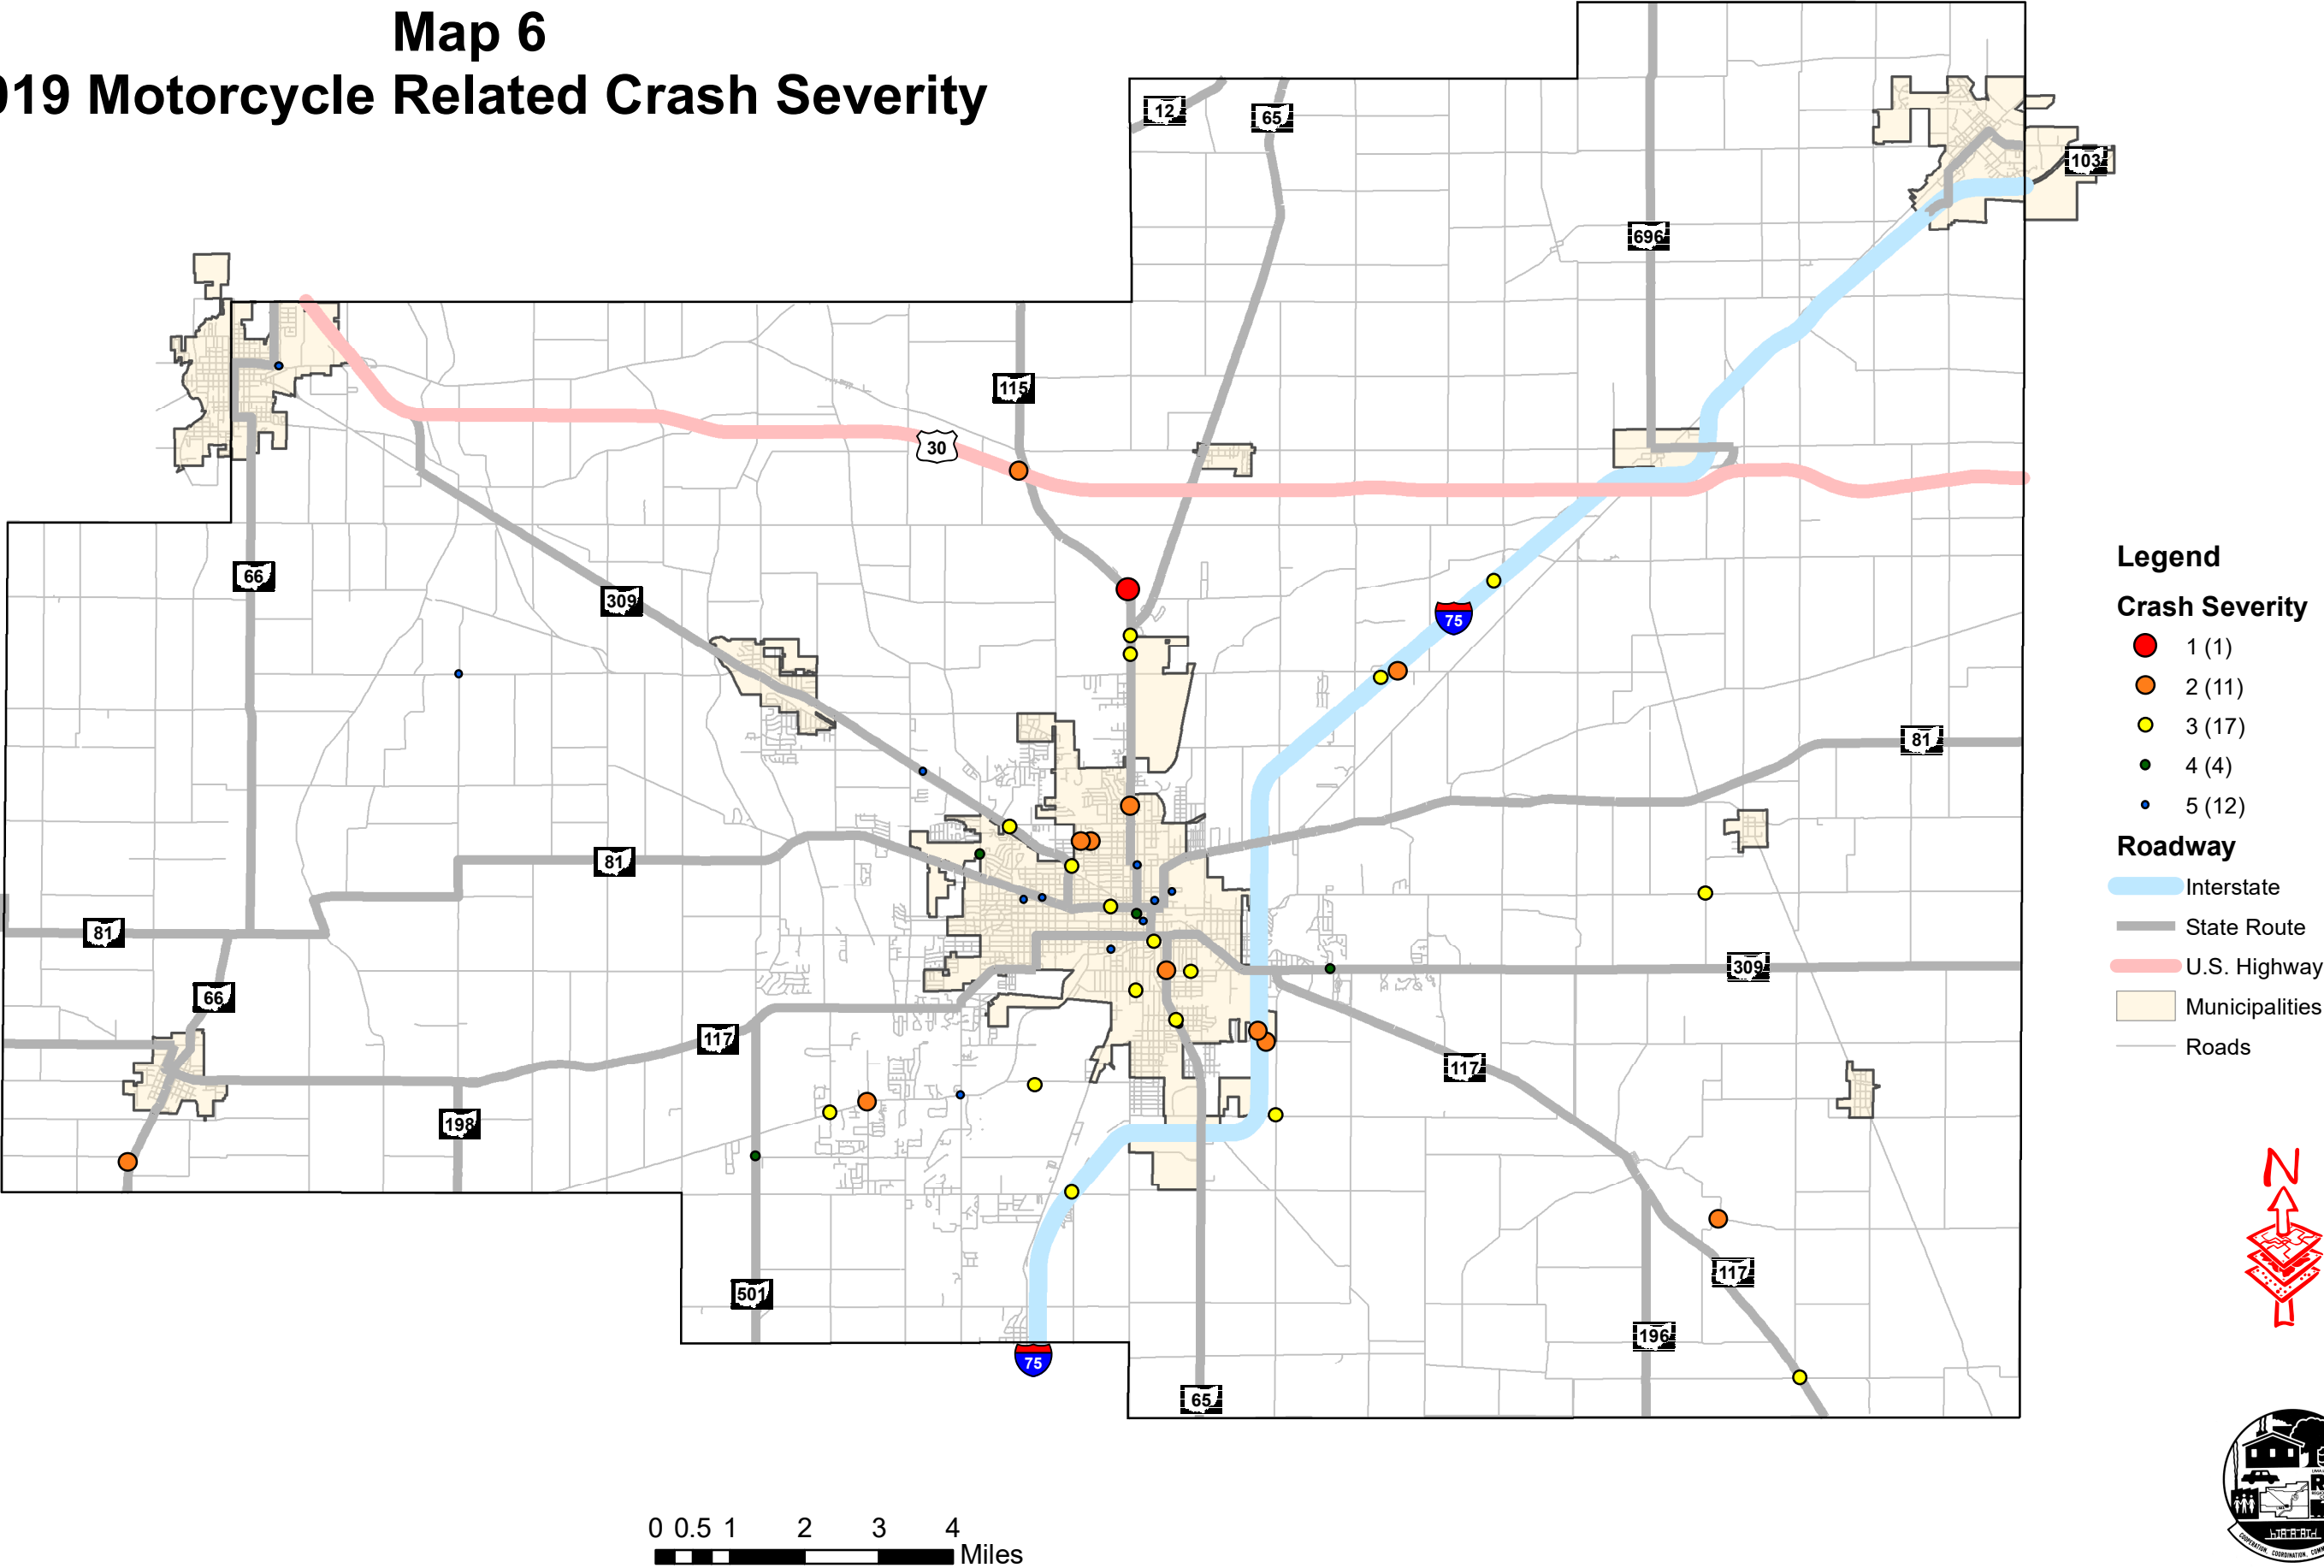 Map 6
019 Motorcycle Related Crash Severity
12
65
103
696
115
30
66
309
75
81
81
81
66
309
117
117
198
501
117
196
75
65
Legend
Crash Severity
1 (1)
2 (11)
3 (17)
4 (4)
5 (12)
Roadway
Interstate
State Route
U.S. Highway
Municipalities
Roads
N
0 0.5 1 2 3 4
Miles
COOPERATION, COORDINATION,